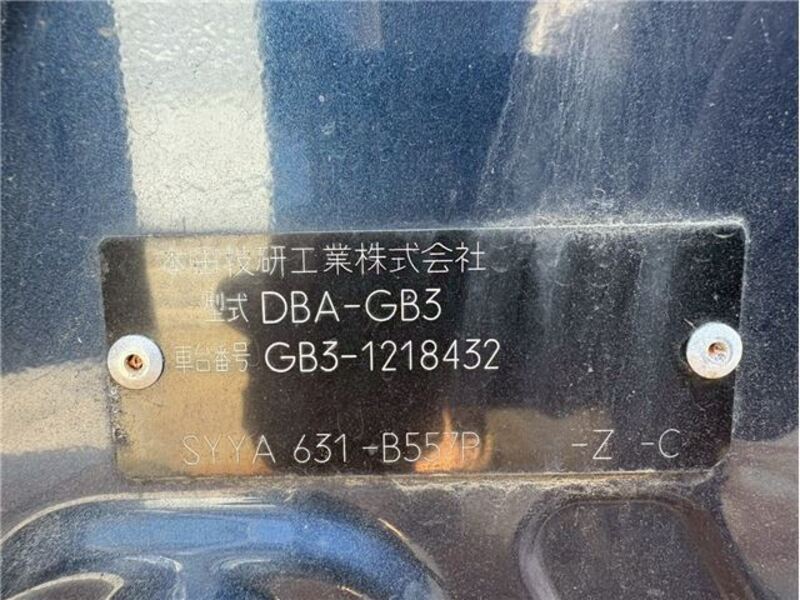 本田技研工業株式会社
型式 DBA-GB3
車台番号 GB3-1218432
SYYA 631 -B557P -Z -C